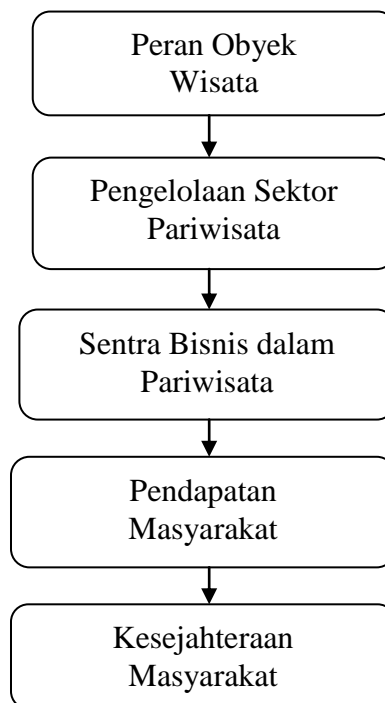 Peran Obyek
Wisata
Pengelolaan Sektor
Pariwisata
Sentra Bisnis dalam
Pariwisata
Pendapatan
Masyarakat
Kesejahteraan
Masyarakat